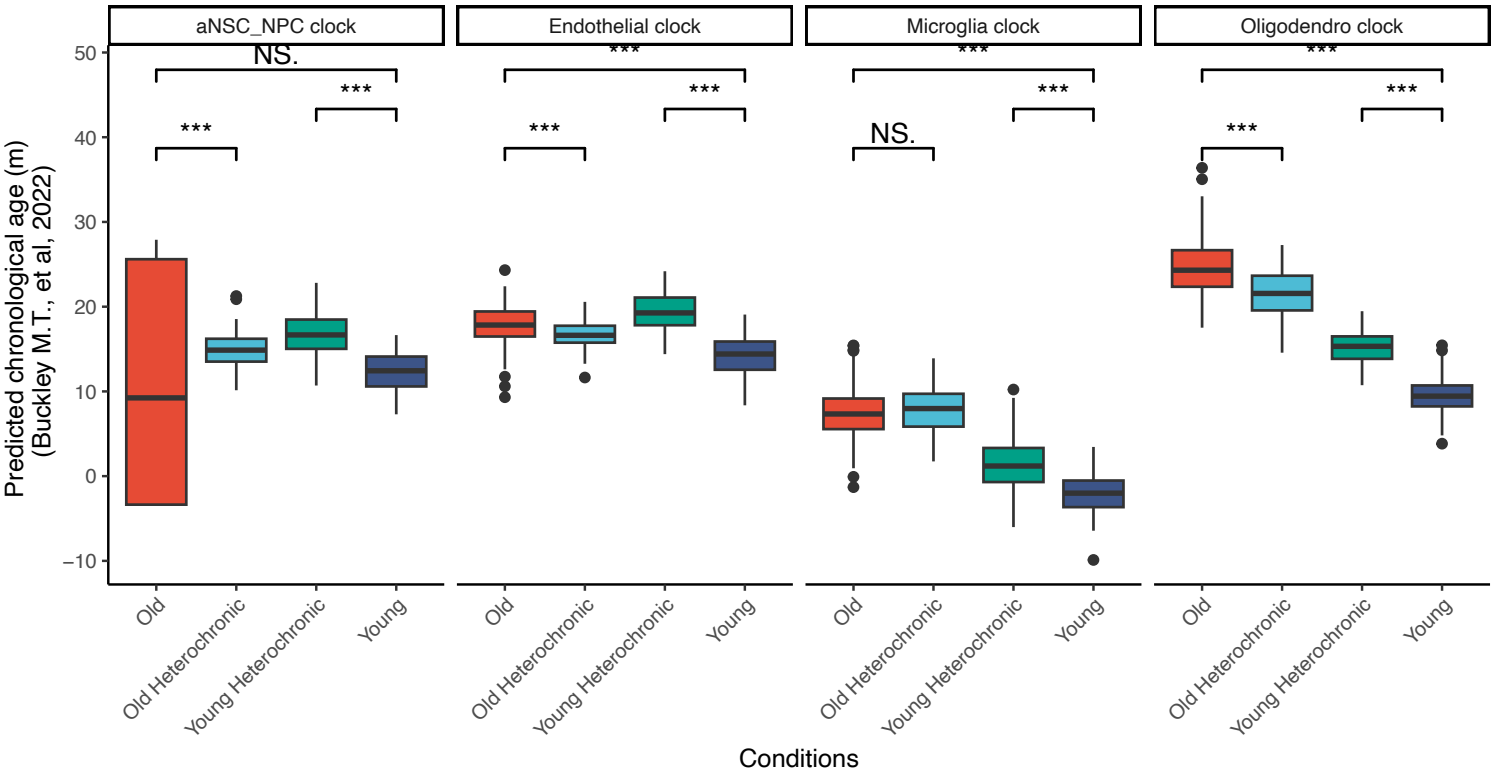 aNSC_NPC clock
Endothelial clock
Microglia clock
Oligodendro clock
Predicted chronological age (m)
(Buckley M.T., et al, 2022)
50
40
30
20
10
0
−10
NS.
***
***
***
***
***
***
***
NS.
***
***
***
Old
Old Heterochronic
Young Heterochronic
Young
Old
Old Heterochronic
Young Heterochronic
Young
Old
Old Heterochronic
Young Heterochronic
Young
Old
Old Heterochronic
Young Heterochronic
Young
Conditions